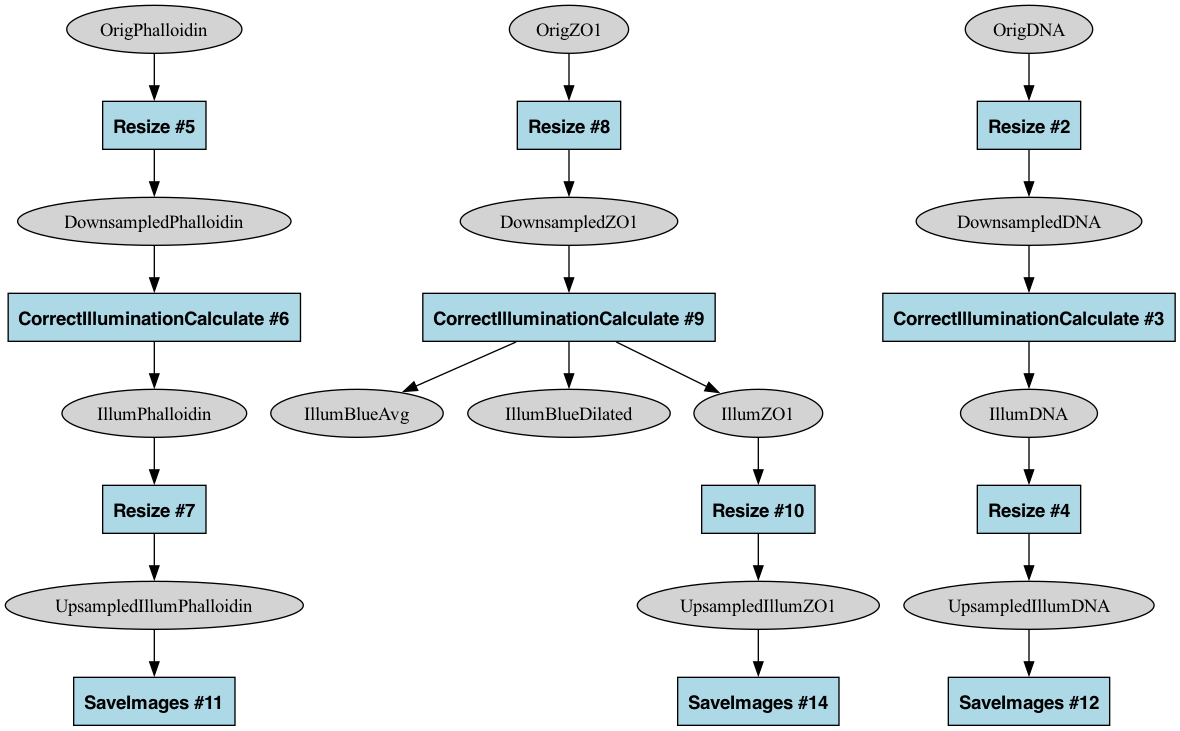 OrigPhalloidin
OrigZO1
OrigDNA
Resize #5
Resize #8
Resize #2
DownsampledPhalloidin
DownsampledZO1
DownsampledDNA
CorrectIlluminationCalculate #6
CorrectIlluminationCalculate #9
CorrectIlluminationCalculate #3
IllumPhalloidin
IllumBlueAvg
IllumBlueDilated
IllumZO1
IllumDNA
Resize #7
Resize #10
Resize #4
UpsampledIllumPhalloidin
UpsampledIllumZO1
UpsampledIllumDNA
SaveImages #11
SaveImages #14
SaveImages #12